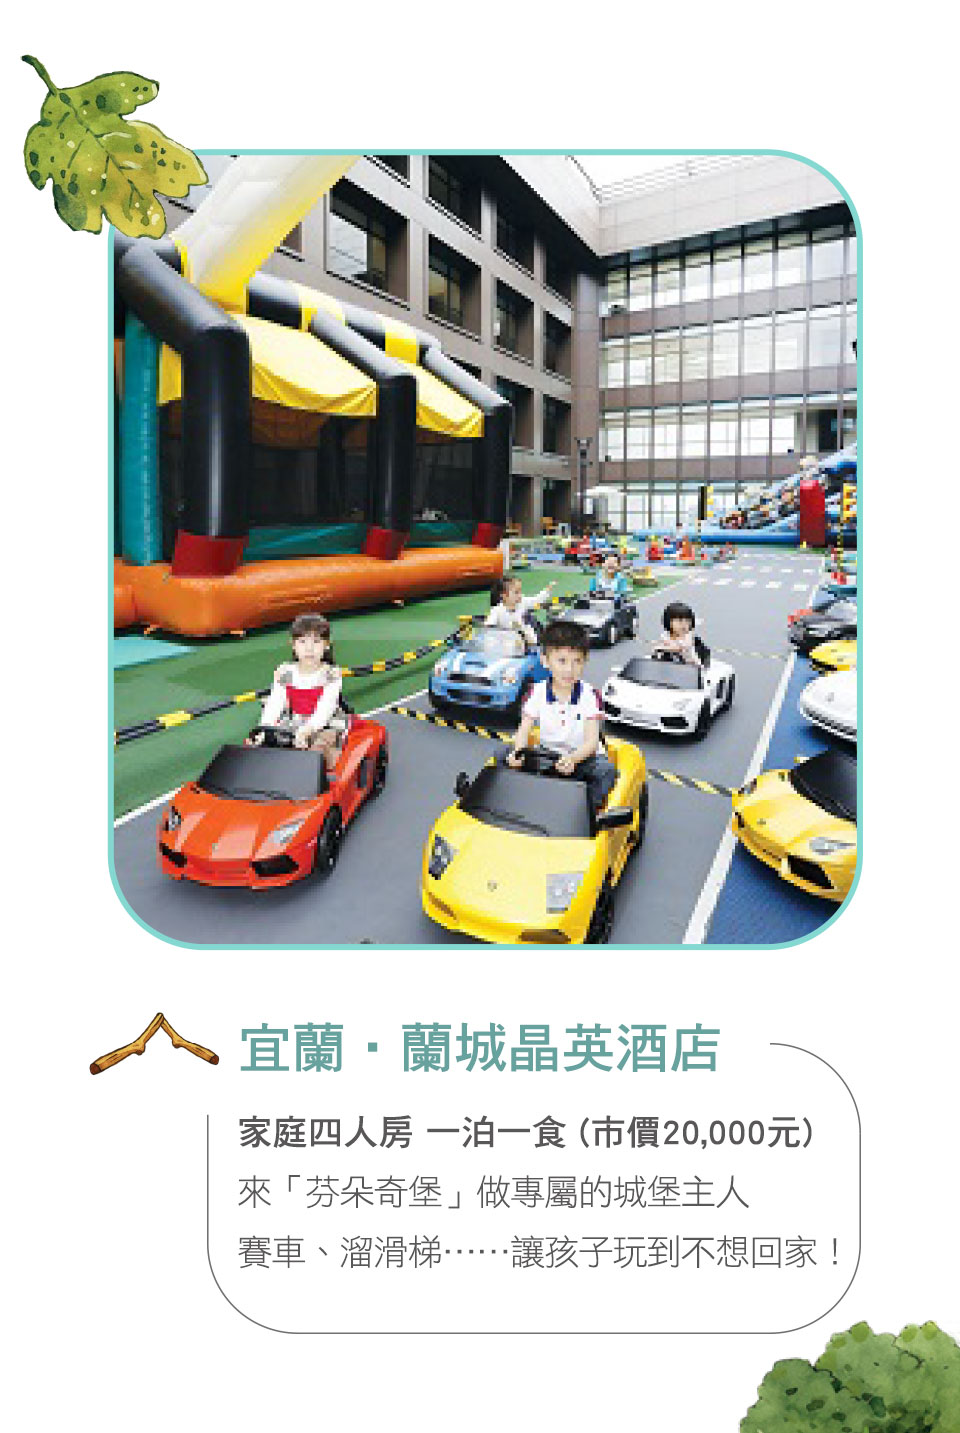 宜蘭・蘭城晶英酒店
家庭四人房 一泊一食 (市價20,000元)
來「芬朵奇堡」做專屬的城堡主人
賽車、溜滑梯⋯⋯讓孩子玩到不想回家！